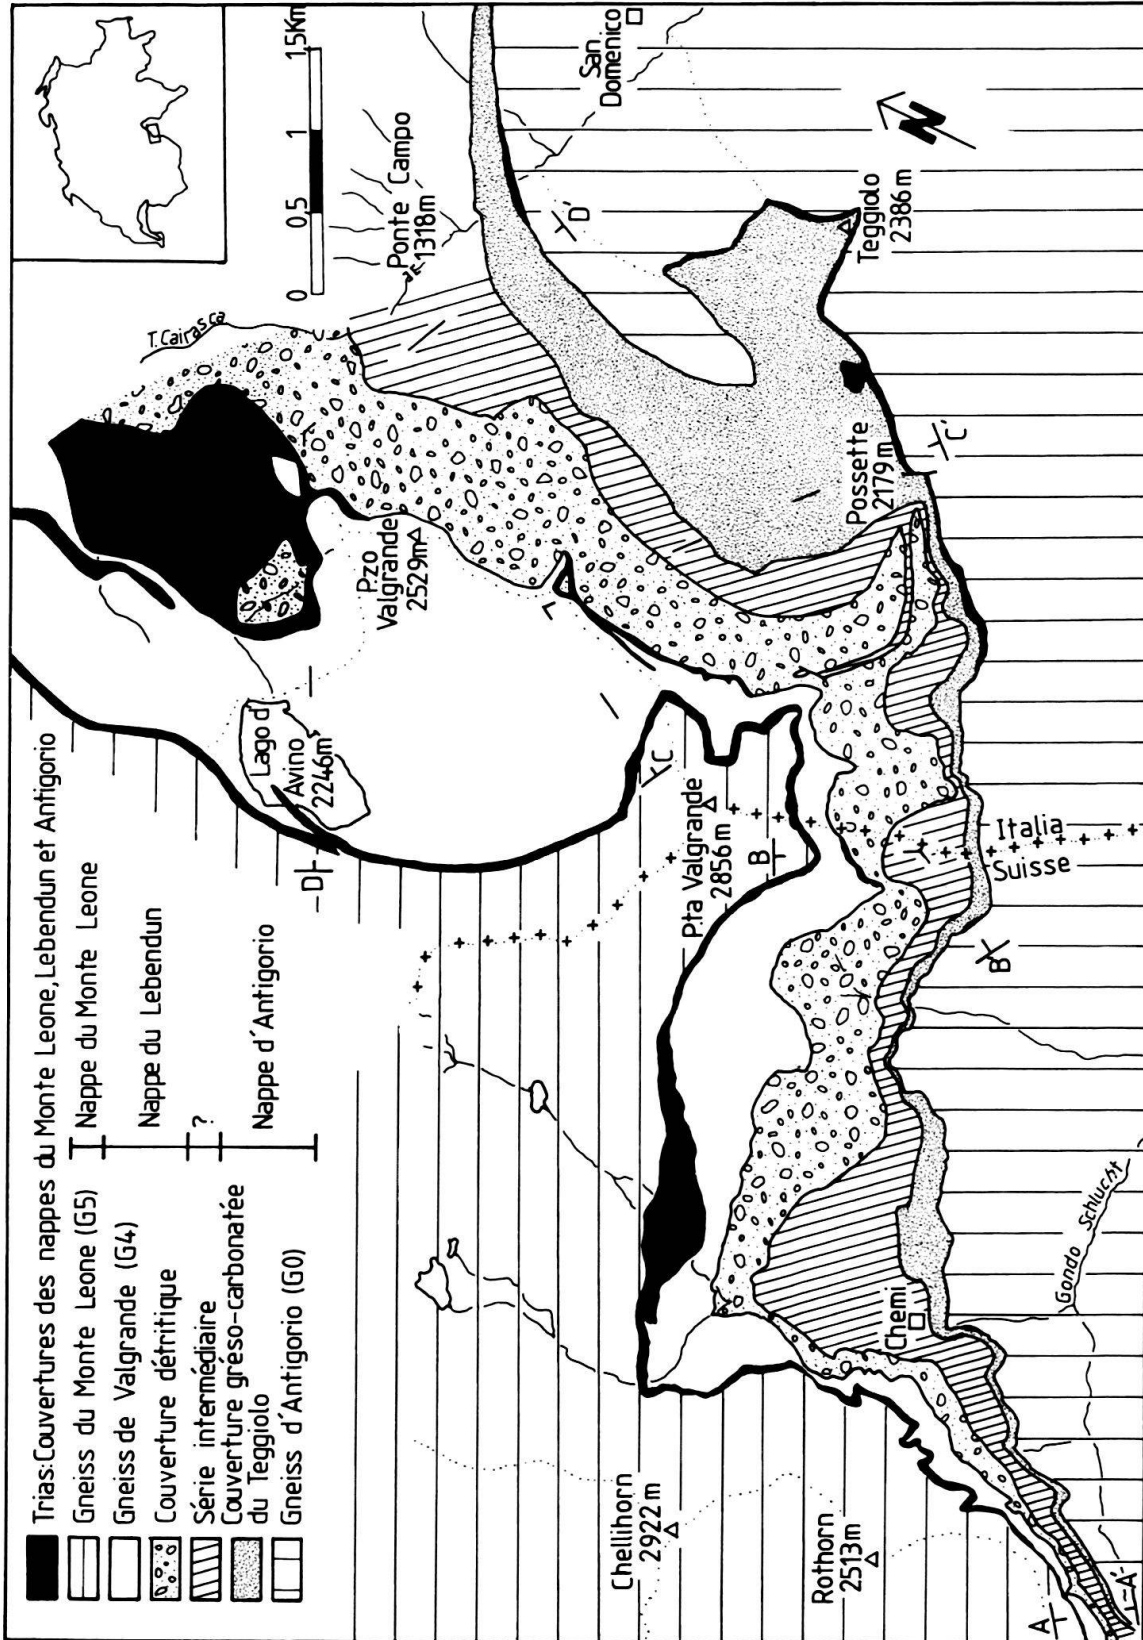 Trias: Couvertures des nappes du Monte Leone, Lebendun et Antigorio
Gneiss du Monte Leone (G5)
Gneiss de Valgrande (G4)
Couverture détritique
Série intermédiaire
Couverture gréso-carbonatée
du Teggiolo
Gneiss d'Antigorio (G0)
Nappe du Monte Leone
Nappe du Lebendun
?
Nappe d'Antigorio
0
0.5
1
1.5Km
T. Cairasca
Ponte Campo
1318m
San
Domenico
N
D'
Teggiolo
2386m
P.zo
Valgrande
2529m
Lago d'
Avino
2246m
D
C
Possette
2179m
C'
P.ta Valgrande
2856m
B
Italia
Suisse
B'
Chellihorn
2922m
Rothorn
2513m
Chemi
Gondo Schlucht
A
A'